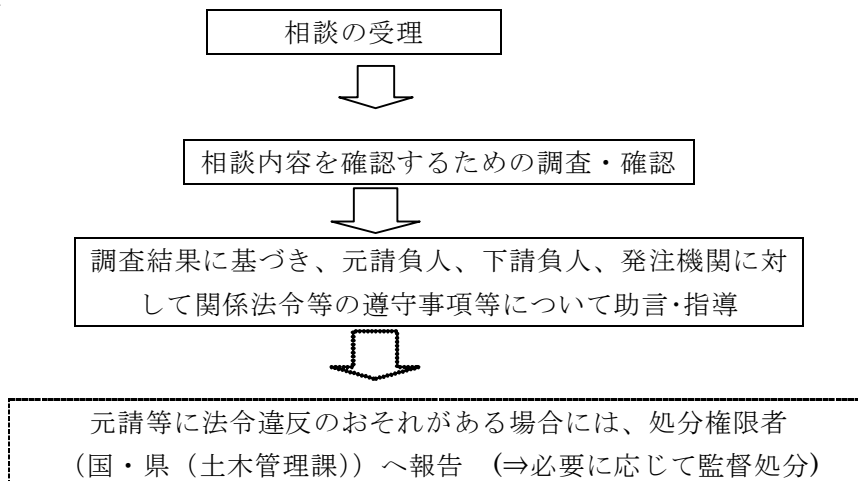 相談の受理
相談内容を確認するための調査・確認
調査結果に基づき、元請負人、下請負人、発注機関に対
して関係法令等の遵守事項等について助言･指導
元請等に法令違反のおそれがある場合には、処分権限者
（国・県（土木管理課））へ報告　(⇒必要に応じて監督処分)